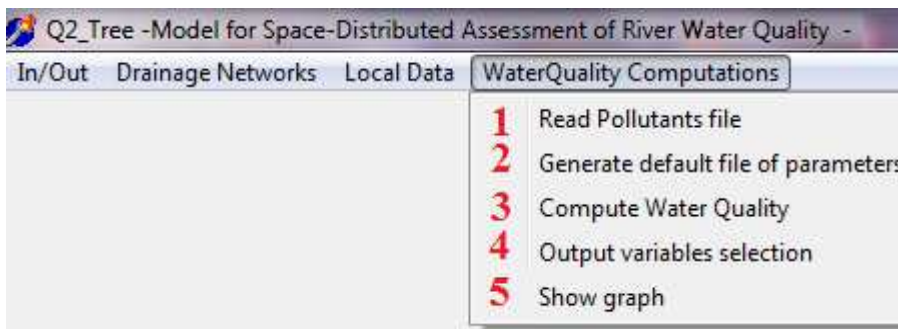 Q2_Tree -Model for Space-Distributed Assessment of River Water Quality -
In/Out Drainage Networks Local Data WaterQuality Computations
1 Read Pollutants file
2 Generate default file of parameters
3 Compute Water Quality
4 Output variables selection
5 Show graph